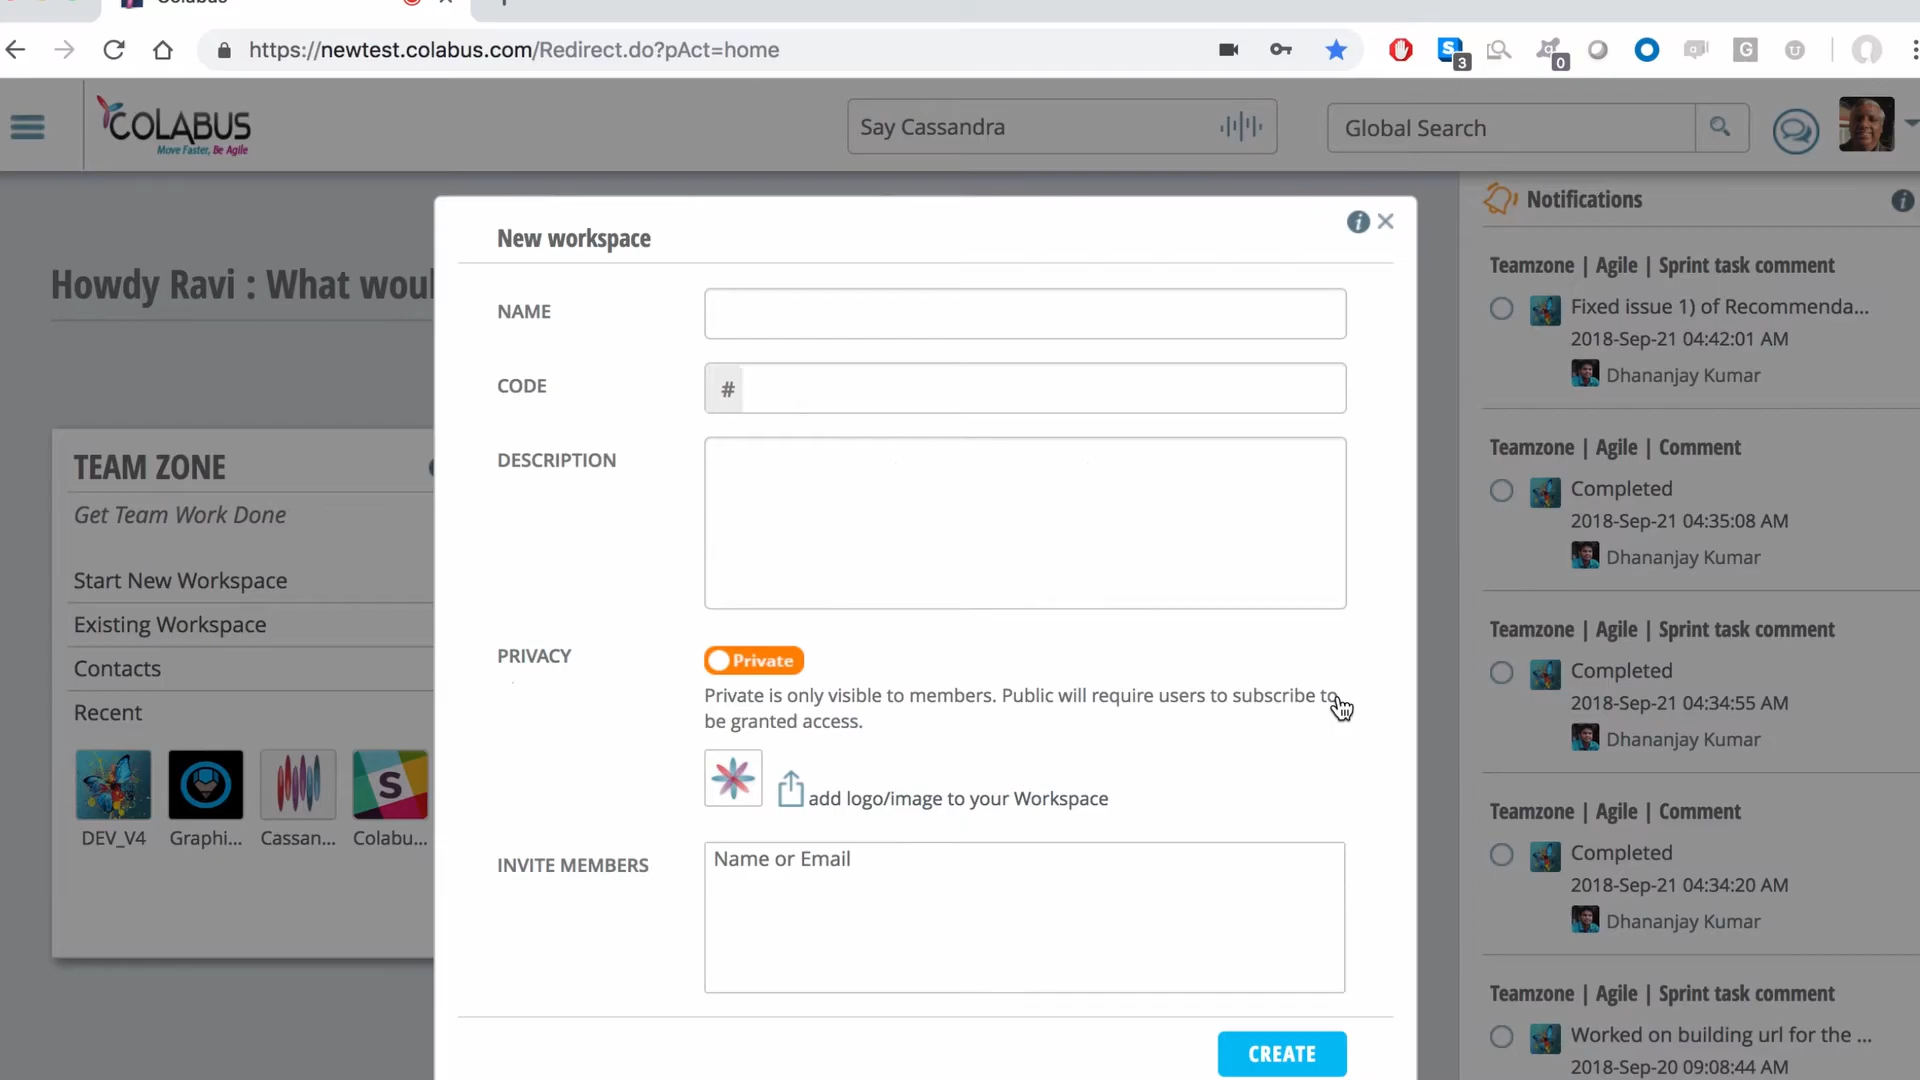 Colabus
https://newtest.colabus.com/Redirect.do?pAct=home
3
0
G
COLABUS
Move Faster, Be Agile
Say Cassandra
Global Search
Howdy Ravi : What woul
TEAM ZONE
Get Team Work Done
Start New Workspace
Existing Workspace
Contacts
Recent
DEV_V4
Graphi...
Cassan...
Colabu...
New workspace
NAME
CODE
#
DESCRIPTION
PRIVACY
Private
Private is only visible to members. Public will require users to subscribe to
be granted access.
add logo/image to your Workspace
INVITE MEMBERS
Name or Email
CREATE
Notifications
Teamzone | Agile | Sprint task comment
Fixed issue 1) of Recommenda...
2018-Sep-21 04:42:01 AM
Dhananjay Kumar
Teamzone | Agile | Comment
Completed
2018-Sep-21 04:35:08 AM
Dhananjay Kumar
Teamzone | Agile | Sprint task comment
Completed
2018-Sep-21 04:34:55 AM
Dhananjay Kumar
Teamzone | Agile | Comment
Completed
2018-Sep-21 04:34:20 AM
Dhananjay Kumar
Teamzone | Agile | Sprint task comment
Worked on building url for the ...
2018-Sep-20 09:08:44 AM